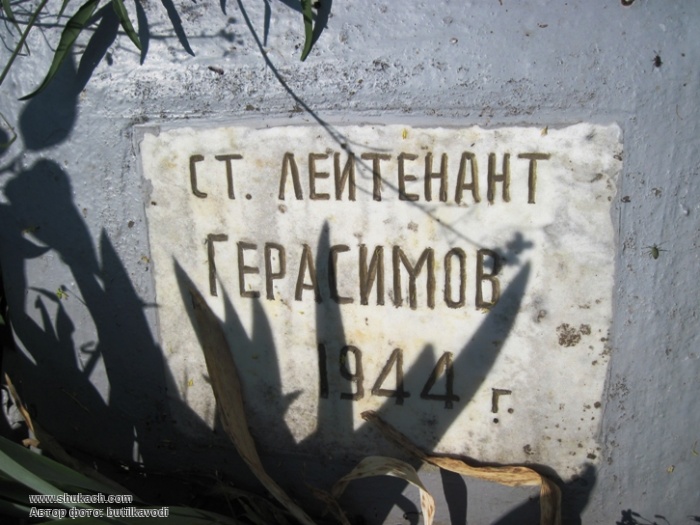 СТ. ЛЕЙТЕНАНТ
ГЕРАСИМОВ
1944 г.
www.shukach.com
Автор фото: butilkavodi